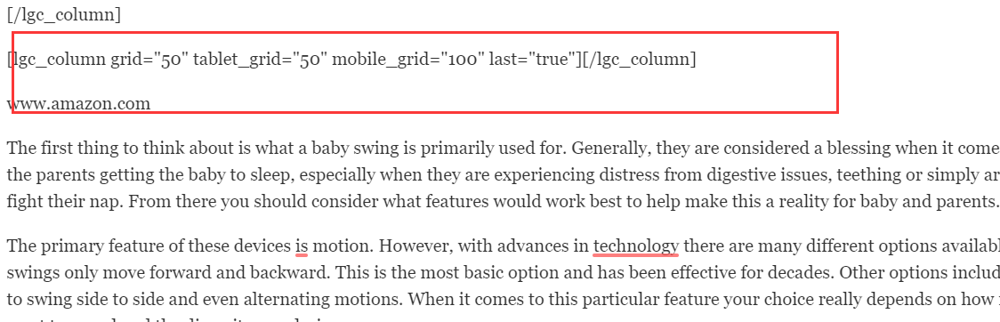 [/lgc_column]
[lgc_column grid="50" tablet_grid="50" mobile_grid="100" last="true"][/lgc_column]
www.amazon.com
The first thing to think about is what a baby swing is primarily used for. Generally, they are considered a blessing when it come
the parents getting the baby to sleep, especially when they are experiencing distress from digestive issues, teething or simply ar
fight their nap. From there you should consider what features would work best to help make this a reality for baby and parents.
The primary feature of these devices is motion. However, with advances in technology there are many different options availabl
swings only move forward and backward. This is the most basic option and has been effective for decades. Other options includ
to swing side to side and even alternating motions. When it comes to this particular feature your choice really depends on how